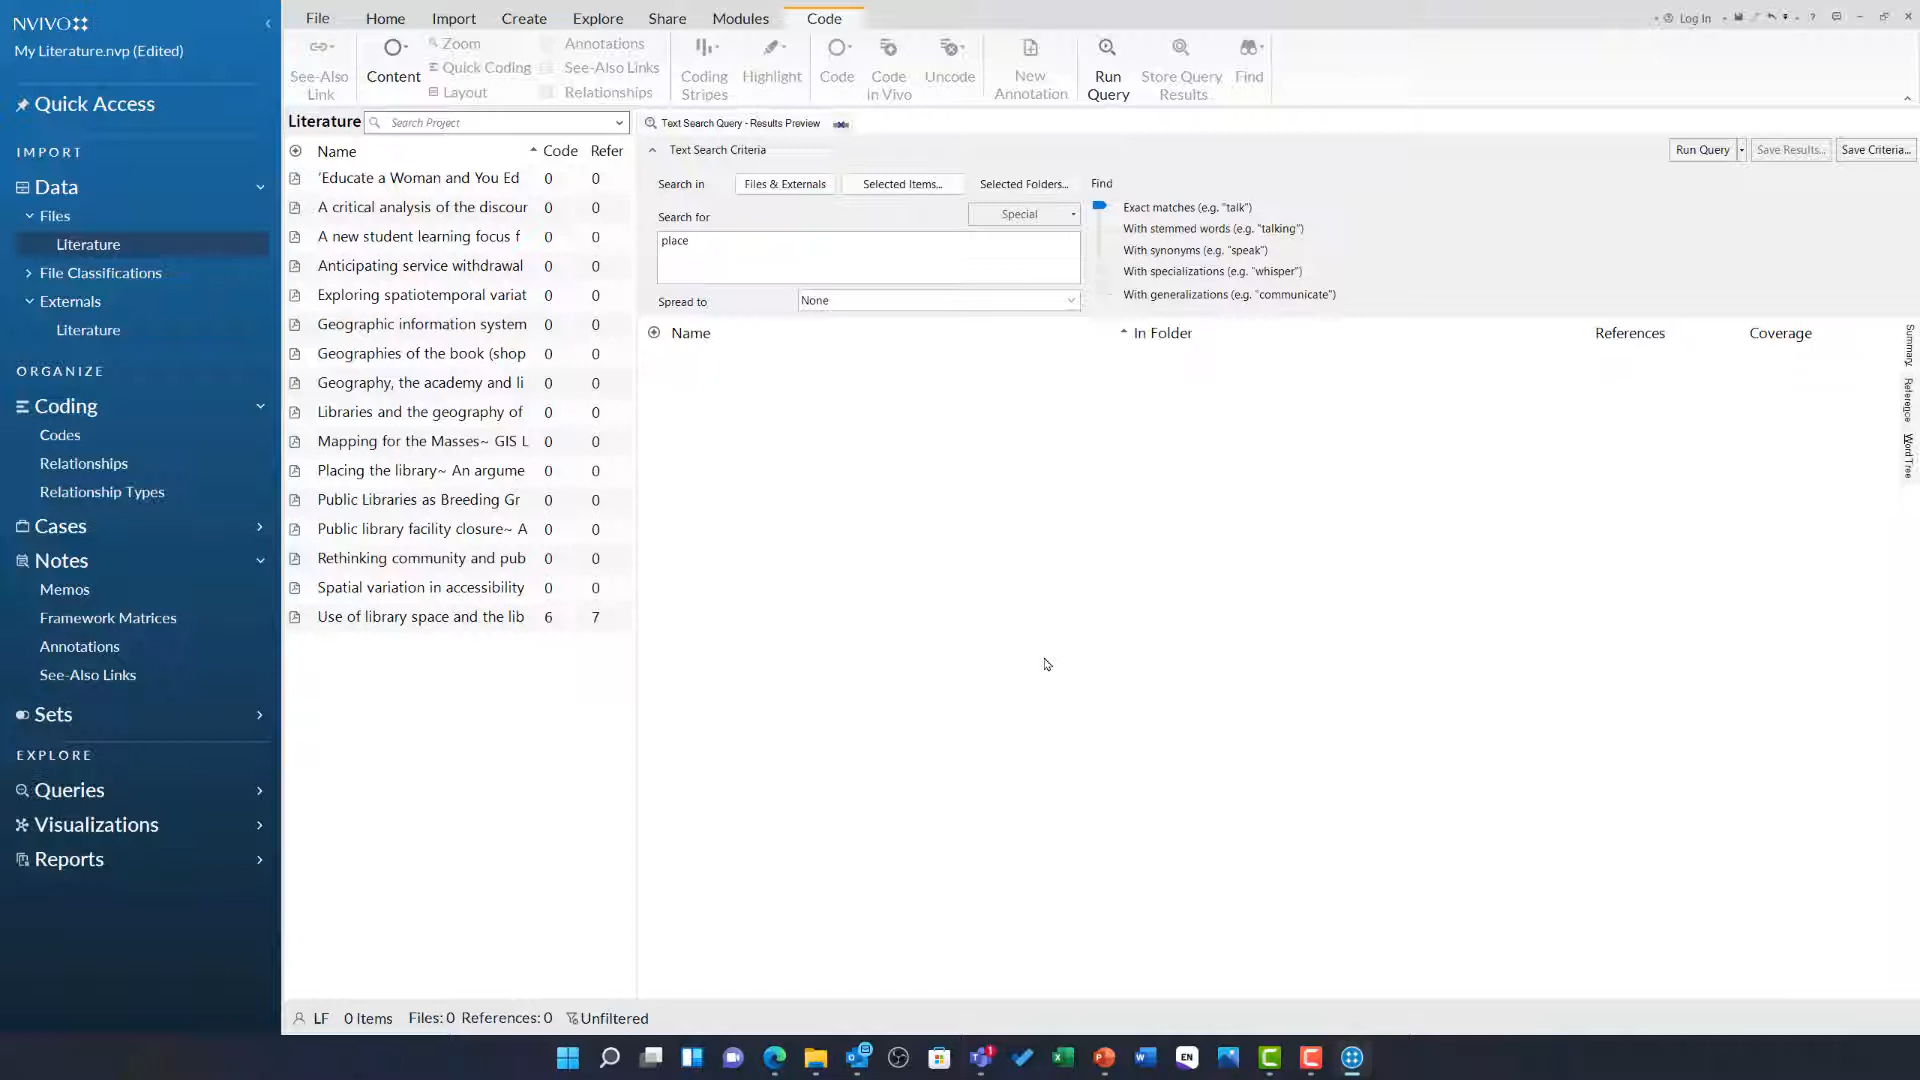 NVIVO
My Literature.nvp (Edited)
Quick Access
IMPORT
Data
Files
Literature
File Classifications
Externals
Literature
ORGANIZE
Coding
Codes
Relationships
Relationship Types
Cases
Notes
Memos
Framework Matrices
Annotations
See-Also Links
Sets
EXPLORE
Queries
Visualizations
Reports
File Home Import Create Explore Share Modules Code
Log In
See-Also
Link
Content
Zoom
Quick Coding
Layout
Annotations
See-Also Links
Relationships
Coding
Stripes
Highlight
Code
Code
in Vivo
Uncode
New
Annotation
Run
Query
Store Query
Results
Find
Literature Search Project
Name Code Refer
'Educate a Woman and You Ed 0 0
A critical analysis of the discour 0 0
A new student learning focus f 0 0
Anticipating service withdrawal 0 0
Exploring spatiotemporal variat 0 0
Geographic information system 0 0
Geographies of the book (shop 0 0
Geography, the academy and li 0 0
Libraries and the geography of 0 0
Mapping for the Masses~ GIS L 0 0
Placing the library~ An argume 0 0
Public Libraries as Breeding Gr 0 0
Public library facility closure~ A 0 0
Rethinking community and pub 0 0
Spatial variation in accessibility 0 0
Use of library space and the lib 6 7
Text Search Query - Results Preview
Text Search Criteria
Run Query Save Results... Save Criteria...
Search in Files & Externals Selected Items... Selected Folders...
Search for Special
place
Spread to None
Find
Exact matches (e.g. "talk")
With stemmed words (e.g. "talking")
With synonyms (e.g. "speak")
With specializations (e.g. "whisper")
With generalizations (e.g. "communicate")
Name In Folder References Coverage
Summary
Reference
Word Tree
LF 0 Items Files: 0 References: 0 Unfiltered
1
EN